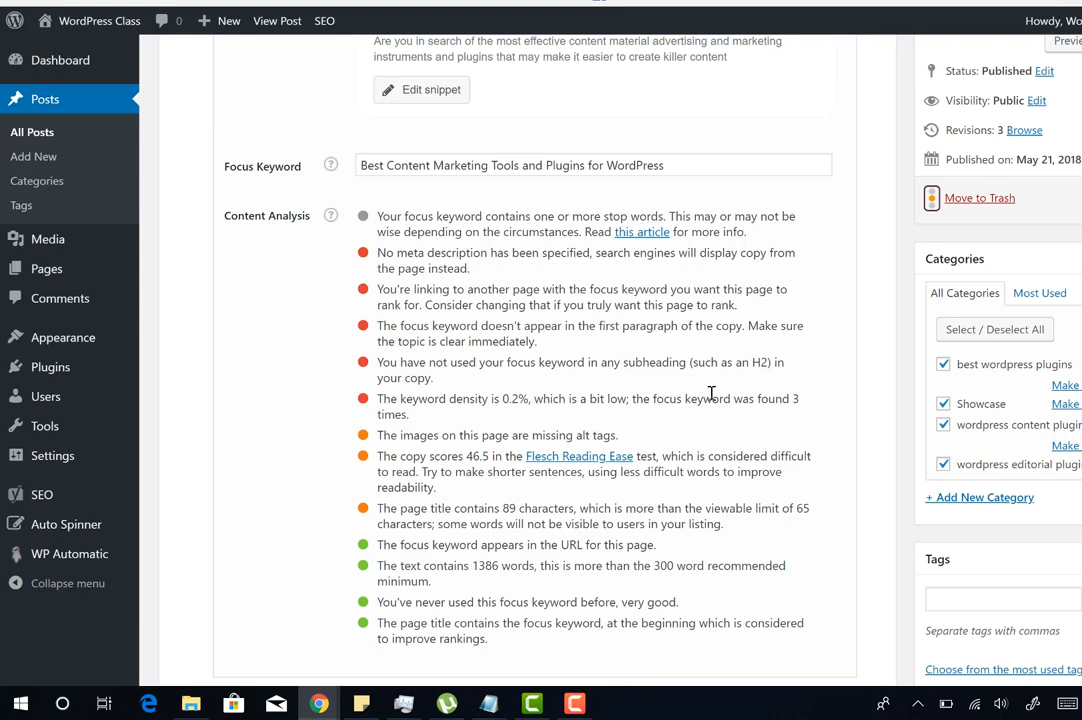 WordPress Class 0 New View Post SEO Howdy, Wo
Dashboard
Posts
All Posts
Add New
Categories
Tags
Media
Pages
Comments
Appearance
Plugins
Users
Tools
Settings
SEO
Auto Spinner
WP Automatic
Collapse menu
Are you in search of the most effective content material advertising and marketing
instruments and plugins that may make it easier to create killer content
Edit snippet
Focus Keyword ? Best Content Marketing Tools and Plugins for WordPress
Content Analysis ?
Your focus keyword contains one or more stop words. This may or may not be
wise depending on the circumstances. Read this article for more info.
No meta description has been specified, search engines will display copy from
the page instead.
You're linking to another page with the focus keyword you want this page to
rank for. Consider changing that if you truly want this page to rank.
The focus keyword doesn't appear in the first paragraph of the copy. Make sure
the topic is clear immediately.
You have not used your focus keyword in any subheading (such as an H2) in
your copy.
The keyword density is 0.2%, which is a bit low; the focus keyword was found 3
times.
The images on this page are missing alt tags.
The copy scores 46.5 in the Flesch Reading Ease test, which is considered difficult
to read. Try to make shorter sentences, using less difficult words to improve
readability.
The page title contains 89 characters, which is more than the viewable limit of 65
characters; some words will not be visible to users in your listing.
The focus keyword appears in the URL for this page.
The text contains 1386 words, this is more than the 300 word recommended
minimum.
You've never used this focus keyword before, very good.
The page title contains the focus keyword, at the beginning which is considered
to improve rankings.
Previe
Status: Published Edit
Visibility: Public Edit
Revisions: 3 Browse
Published on: May 21, 2018
Move to Trash
Categories
All Categories Most Used
Select / Deselect All
best wordpress plugins
Make
Showcase Make
wordpress content plugin
Make
wordpress editorial plugi
+ Add New Category
Tags
Separate tags with commas
Choose from the most used tag